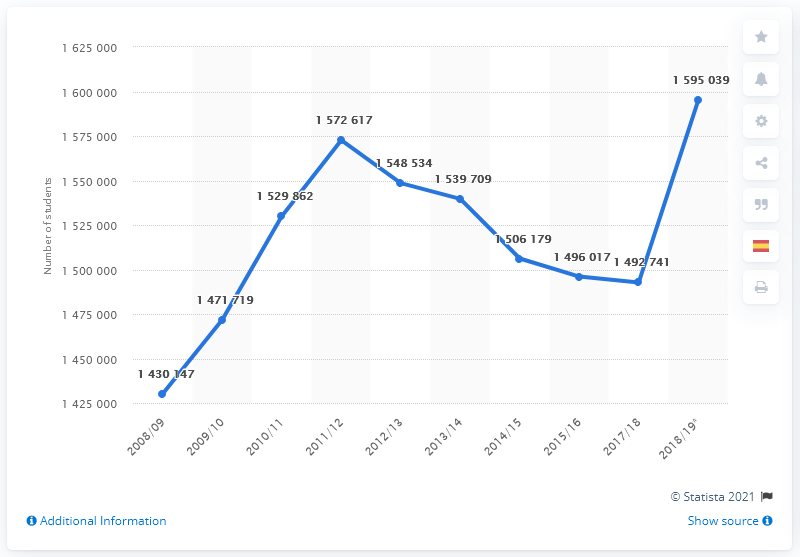 1 625 000
1 600 000
1 575 000
1 550 000
1 525 000
1 500 000
1 475 000
1 450 000
1 425 000
Number of students
1 430 147
1 471 719
1 529 862
1 572 617
1 548 534
1 539 709
1 506 179
1 496 017
1 492 741
1 595 039
2008/09
2009/10
2010/11
2011/12
2012/13
2013/14
2014/15
2015/16
2017/18
2018/19*
© Statista 2021
Additional Information
Show source